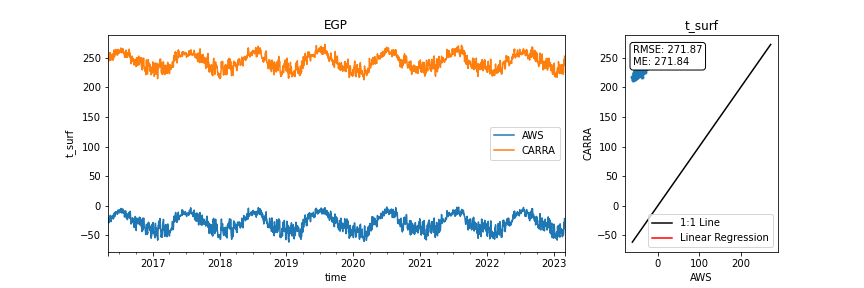 EGP
t_surf
250
200
150
100
50
0
−50
AWS
CARRA
2017
2018
2019
2020
2021
2022
2023
time
t_surf
CARRA
250
200
150
100
50
0
−50
RMSE: 271.87
ME: 271.84
1:1 Line
Linear Regression
0
100
200
AWS